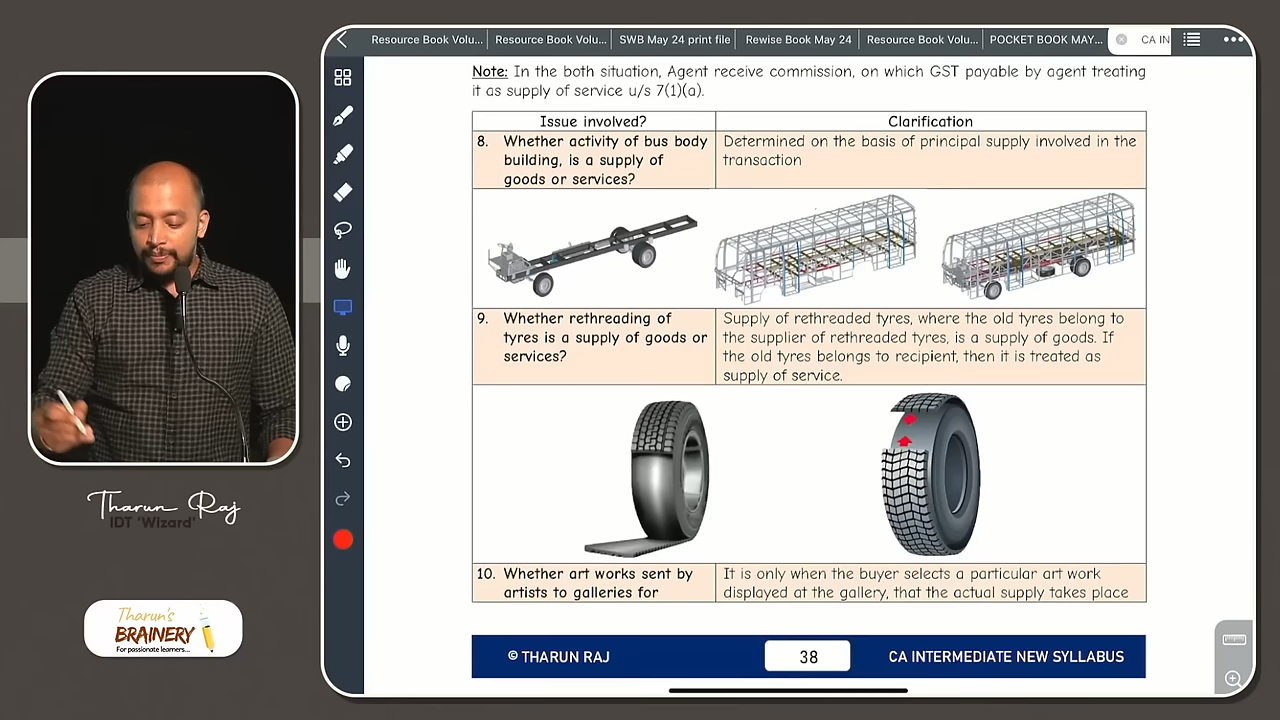 Resource Book Volu...
Resource Book Volu...
SWB May 24 print file
Rewise Book May 24
Resource Book Volu...
POCKET BOOK MAY...
CA IN
Note: In the both situation, Agent receive commission, on which GST payable by agent treating
it as supply of service u/s 7(1)(a).
Issue involved?
Clarification
8. Whether activity of bus body
building, is a supply of
goods or services?
Determined on the basis of principal supply involved in the
transaction
9. Whether rethreading of
tyres is a supply of goods or
services?
Supply of rethreaded tyres, where the old tyres belong to
the supplier of rethreaded tyres, is a supply of goods. If
the old tyres belongs to recipient, then it is treated as
supply of service.
10. Whether art works sent by
artists to galleries for
It is only when the buyer selects a particular art work
displayed at the gallery, that the actual supply takes place
© THARUN RAJ
38
CA INTERMEDIATE NEW SYLLABUS
Tharun Raj
IDT 'Wizard'
Tharun's
BRAINERY
For passionate learners...